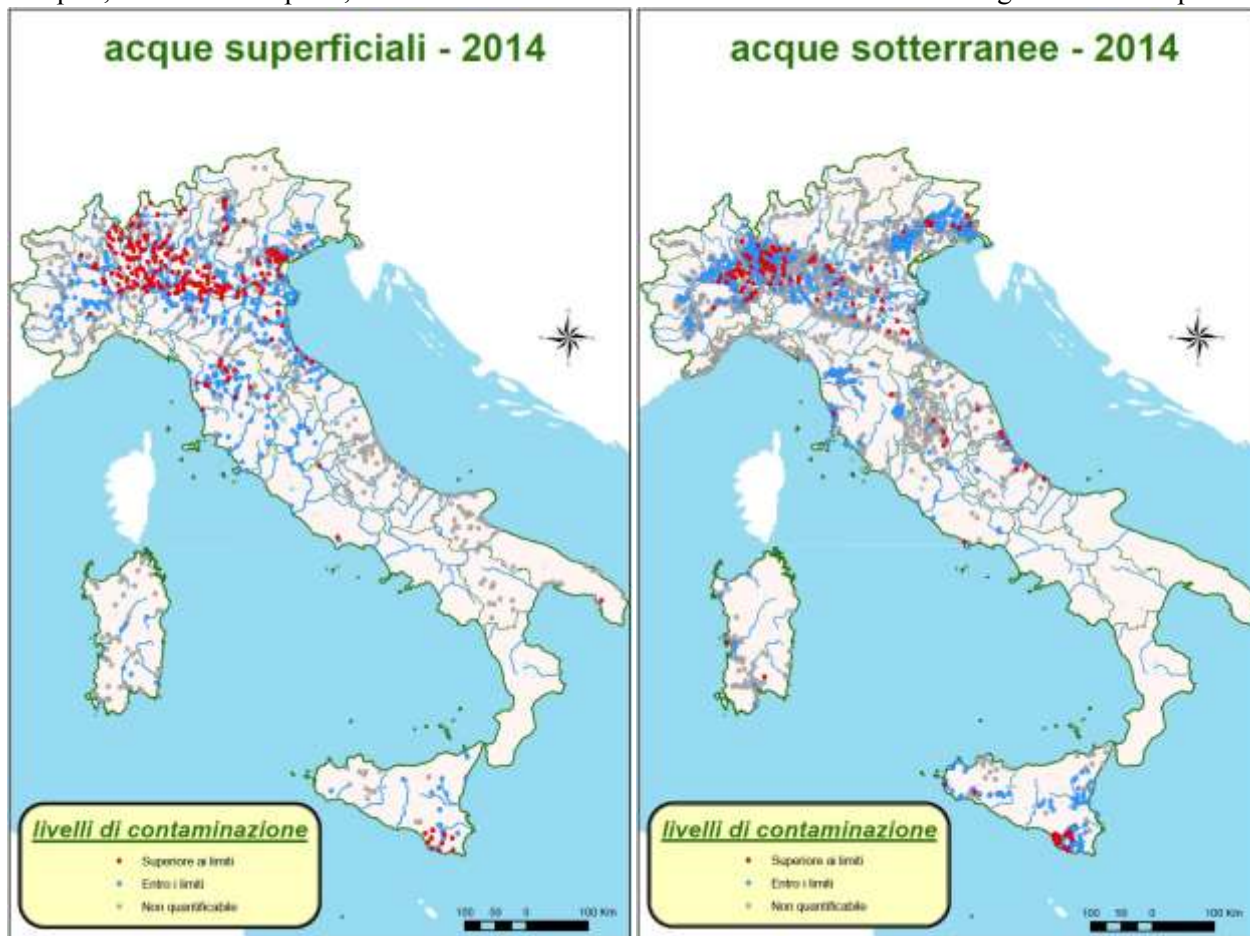 acque superficiali - 2014
livelli di contaminazione
Superiore ai limiti
Entro i limiti
Non quantificabile
100 50 0 100 Km
acque sotterranee - 2014
livelli di contaminazione
Superiore ai limiti
Entro i limiti
Non quantificabile
100 50 0 100 Km